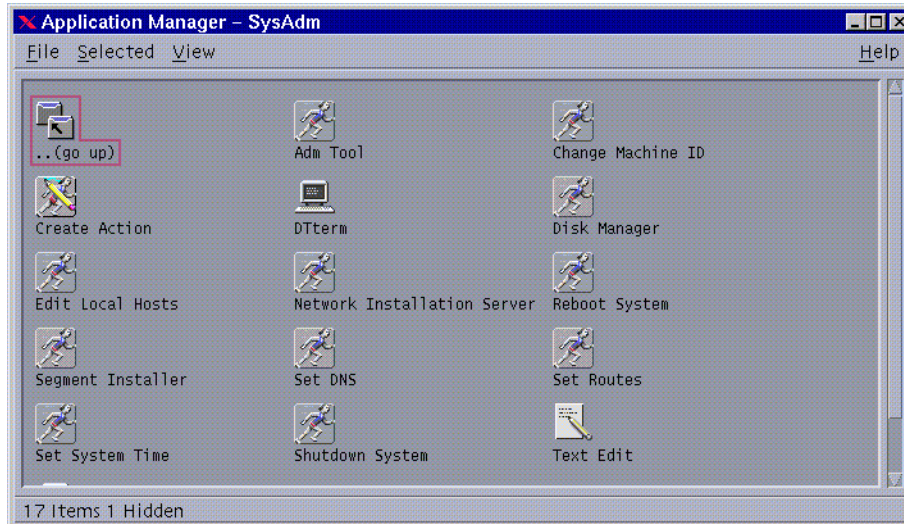 Application Manager – SysAdm
File Selected View Help
..(go up) Adm Tool Change Machine ID
Create Action DTterm Disk Manager
Edit Local Hosts Network Installation Server Reboot System
Segment Installer Set DNS Set Routes
Set System Time Shutdown System Text Edit
17 Items 1 Hidden